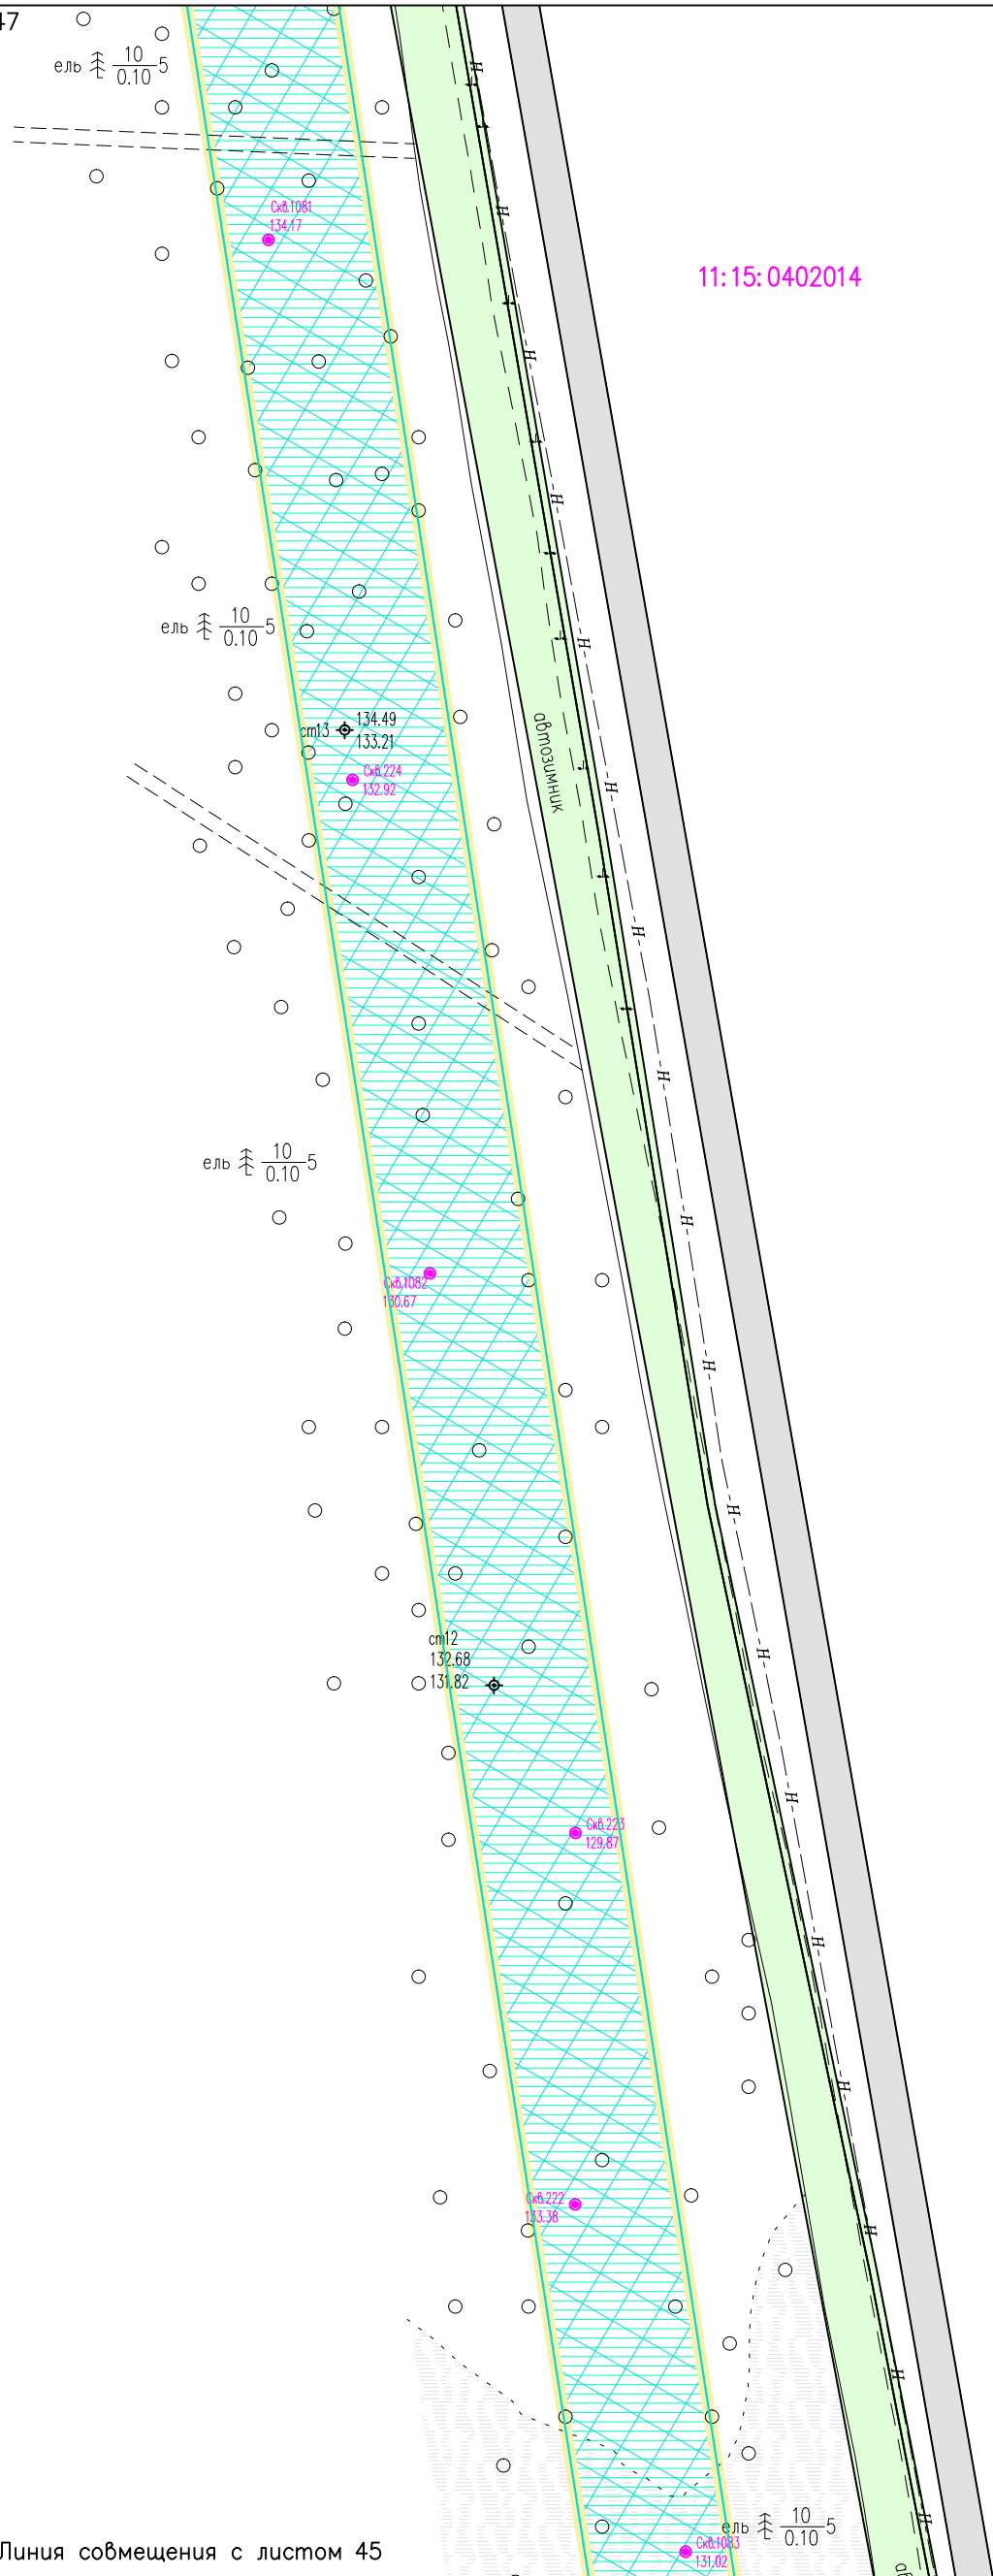 47
ель 10 5
0.10
Скв.1081
134.17
11:15:0402014
Н
Н
Н
Н
ель 10 5
0.10
Н
ст13 134.49
133.21
автозимник
Скв.224
132.92
Н
Н
Н
ель 10 5
0.10
Н
Скв.1082
130.67
Н
Н
ст12
132.68
131.82
Н
Н
Скв.223
129.87
Н
Н
Скв.222
133.38
Н
Н
ель 10 5
0.10
Н
Скв.1083
131.02
Линия совмещения с листом 45